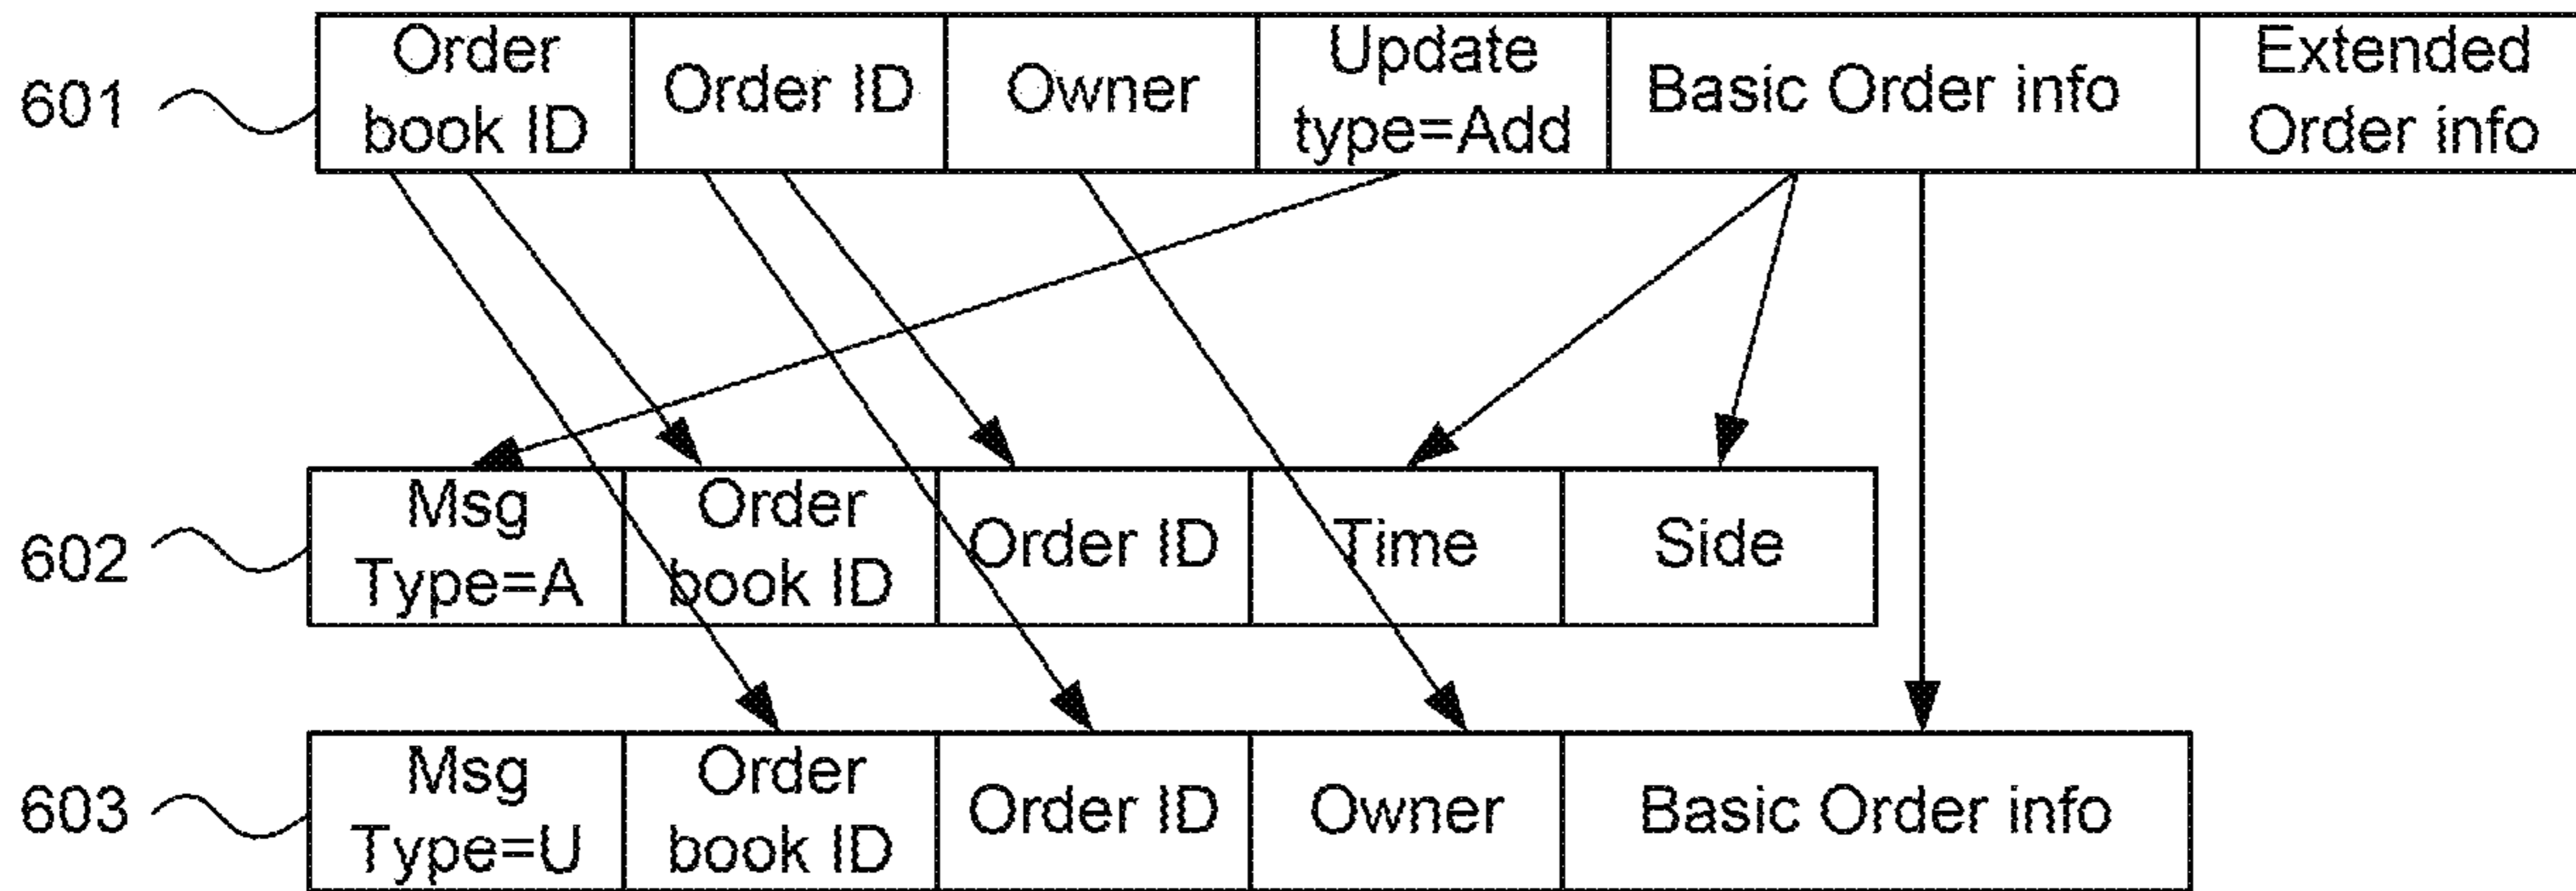 601
Order
book ID
Order ID
Owner
Update
type=Add
Basic Order info
Extended
Order info
602
Msg
Type=A
Order
book ID
Order ID
Time
Side
603
Msg
Type=U
Order
book ID
Order ID
Owner
Basic Order info